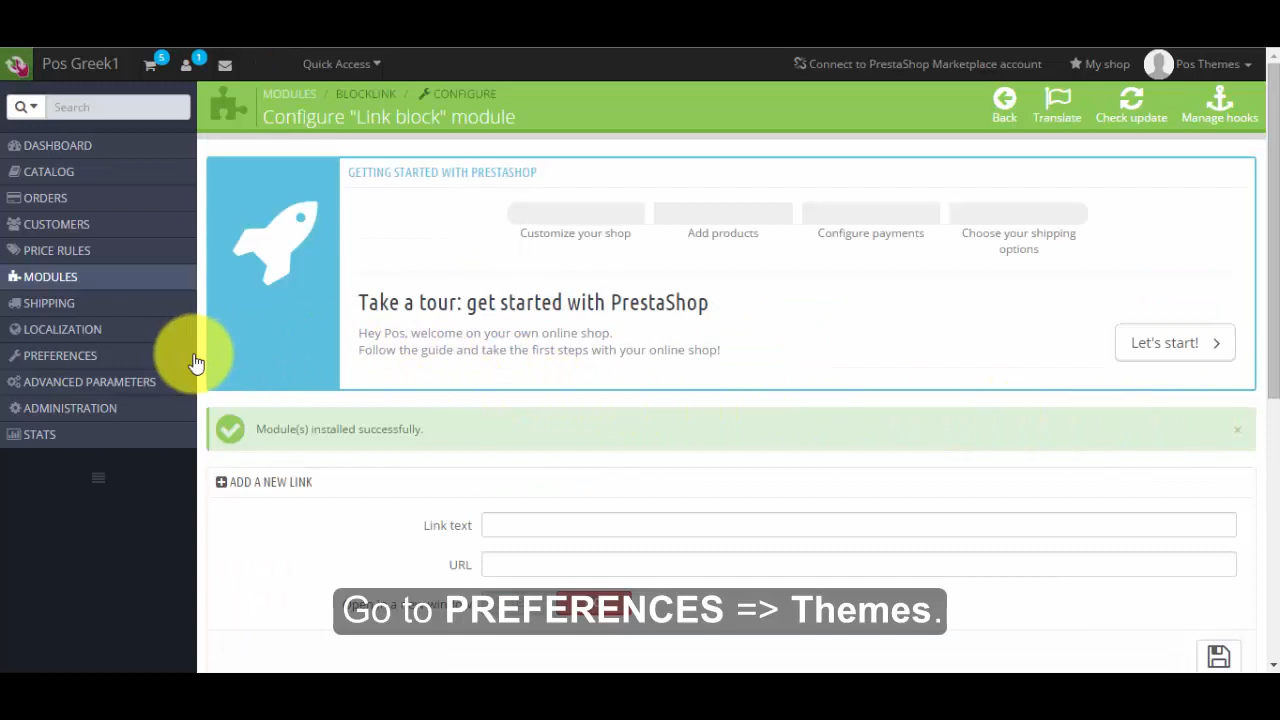 Pos Greek1
5
1
Quick Access
Connect to PrestaShop Marketplace account
My shop
Pos Themes
Search
MODULES / BLOCKLINK / CONFIGURE
Configure "Link block" module
Back
Translate
Check update
Manage hooks
DASHBOARD
CATALOG
ORDERS
CUSTOMERS
PRICE RULES
MODULES
SHIPPING
LOCALIZATION
PREFERENCES
ADVANCED PARAMETERS
ADMINISTRATION
STATS
GETTING STARTED WITH PRESTASHOP
Customize your shop
Add products
Configure payments
Choose your shipping
options
Take a tour: get started with PrestaShop
Hey Pos, welcome on your own online shop.
Follow the guide and take the first steps with your online shop!
Let's start!
Module(s) installed successfully.
×
ADD A NEW LINK
Link text
URL
Go to PREFERENCES => Themes.